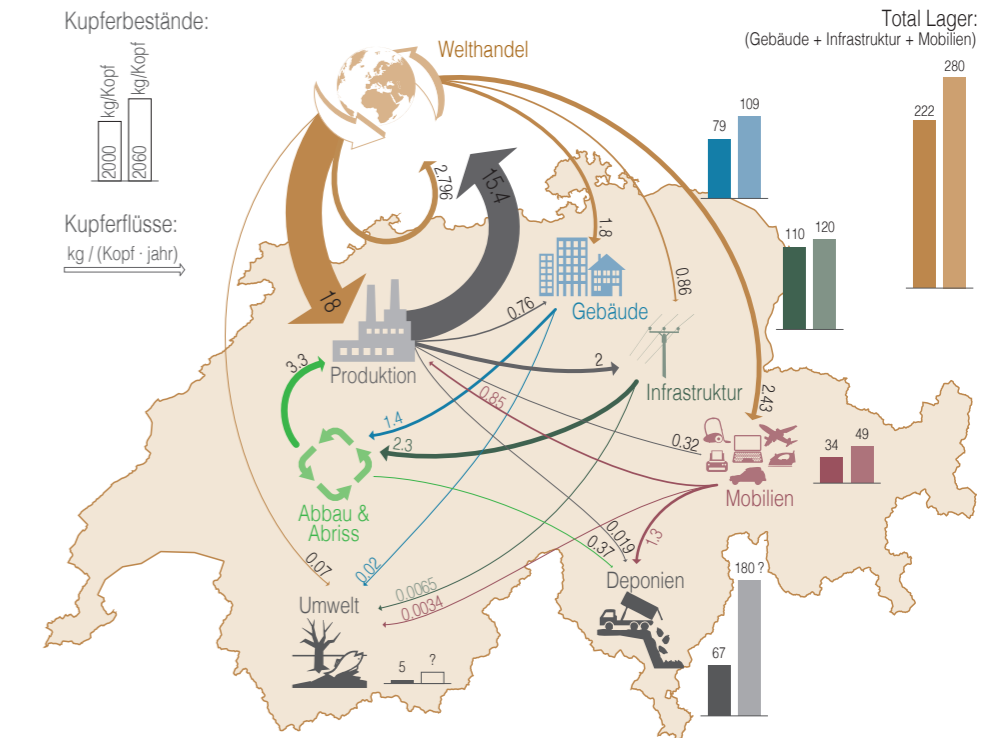 Kupferbestände:
kg/Kopf
kg/Kopf
2000
2060
Kupferflüsse:
kg / (Kopf · jahr)
Welthandel
Total Lager:
(Gebäude + Infrastruktur + Mobilien)
222
280
79
109
110
120
2.796
15.4
18
1.8
0.86
0.76
Gebäude
2
Infrastruktur
Produktion
3.3
0.85
2.43
1.4
2.3
0.32
34
49
Mobilien
Abbau &
Abriss
0.019
0.37
1.3
0.07
0.02
0.0065
0.0034
Umwelt
5
?
Deponien
67
180 ?